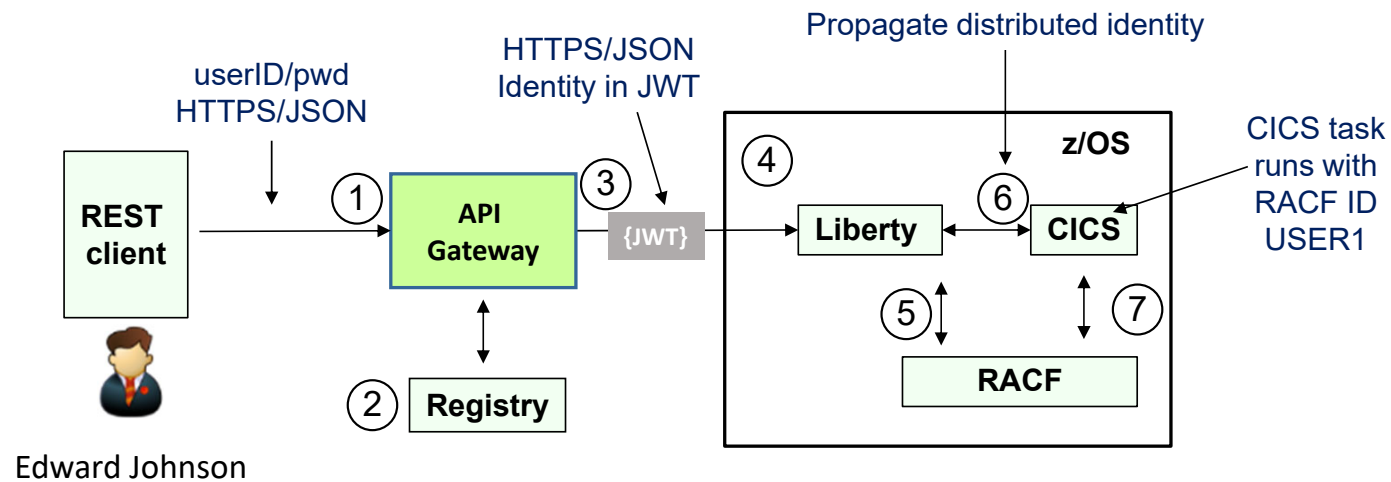 Propagate distributed identity
HTTPS/JSON
Identity in JWT
userID/pwd
HTTPS/JSON
CICS task
runs with
RACF ID
USER1
z/OS
REST
client
1
API
Gateway
3
{JWT}
4
Liberty
6
CICS
5
7
RACF
2
Registry
Edward Johnson